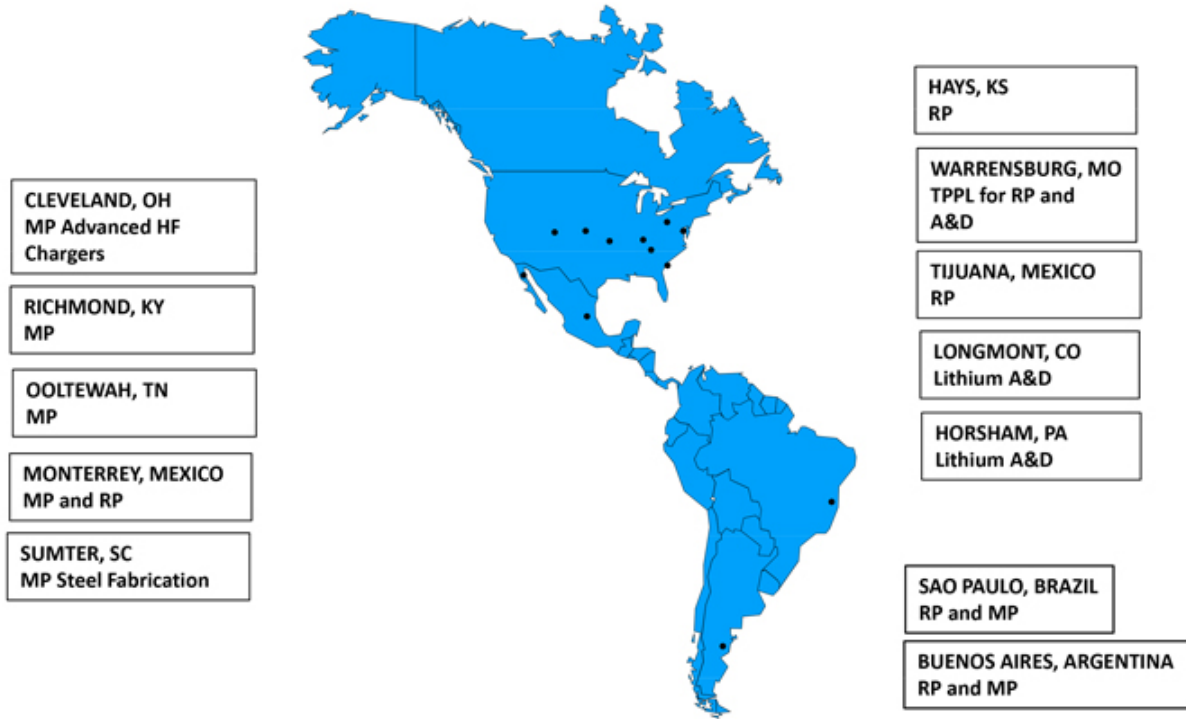 CLEVELAND, OH
MP Advanced HF
Chargers
RICHMOND, KY
MP
OOLTEWAH, TN
MP
MONTERREY, MEXICO
MP and RP
SUMTER, SC
MP Steel Fabrication
HAYS, KS
RP
WARRENSBURG, MO
TPPL for RP and
A&D
TIJUANA, MEXICO
RP
LONGMONT, CO
Lithium A&D
HORSHAM, PA
Lithium A&D
SAO PAULO, BRAZIL
RP and MP
BUENOS AIRES, ARGENTINA
RP and MP